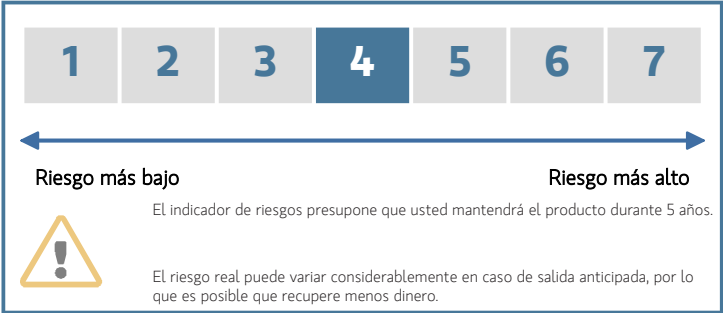 1 2 3 4 5 6 7
Riesgo más bajo Riesgo más alto
El indicador de riesgos presupone que usted mantendrá el producto durante 5 años.
El riesgo real puede variar considerablemente en caso de salida anticipada, por lo
que es posible que recupere menos dinero.